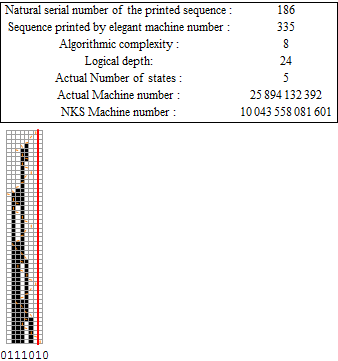 Natural serial number of the printed sequence : 186
Sequence printed by elegant machine number : 335
Algorithmic complexity : 8
Logical depth: 24
Actual Number of states : 5
Actual Machine number : 25 894 132 392
NKS Machine number : 10 043 558 081 601
0111010